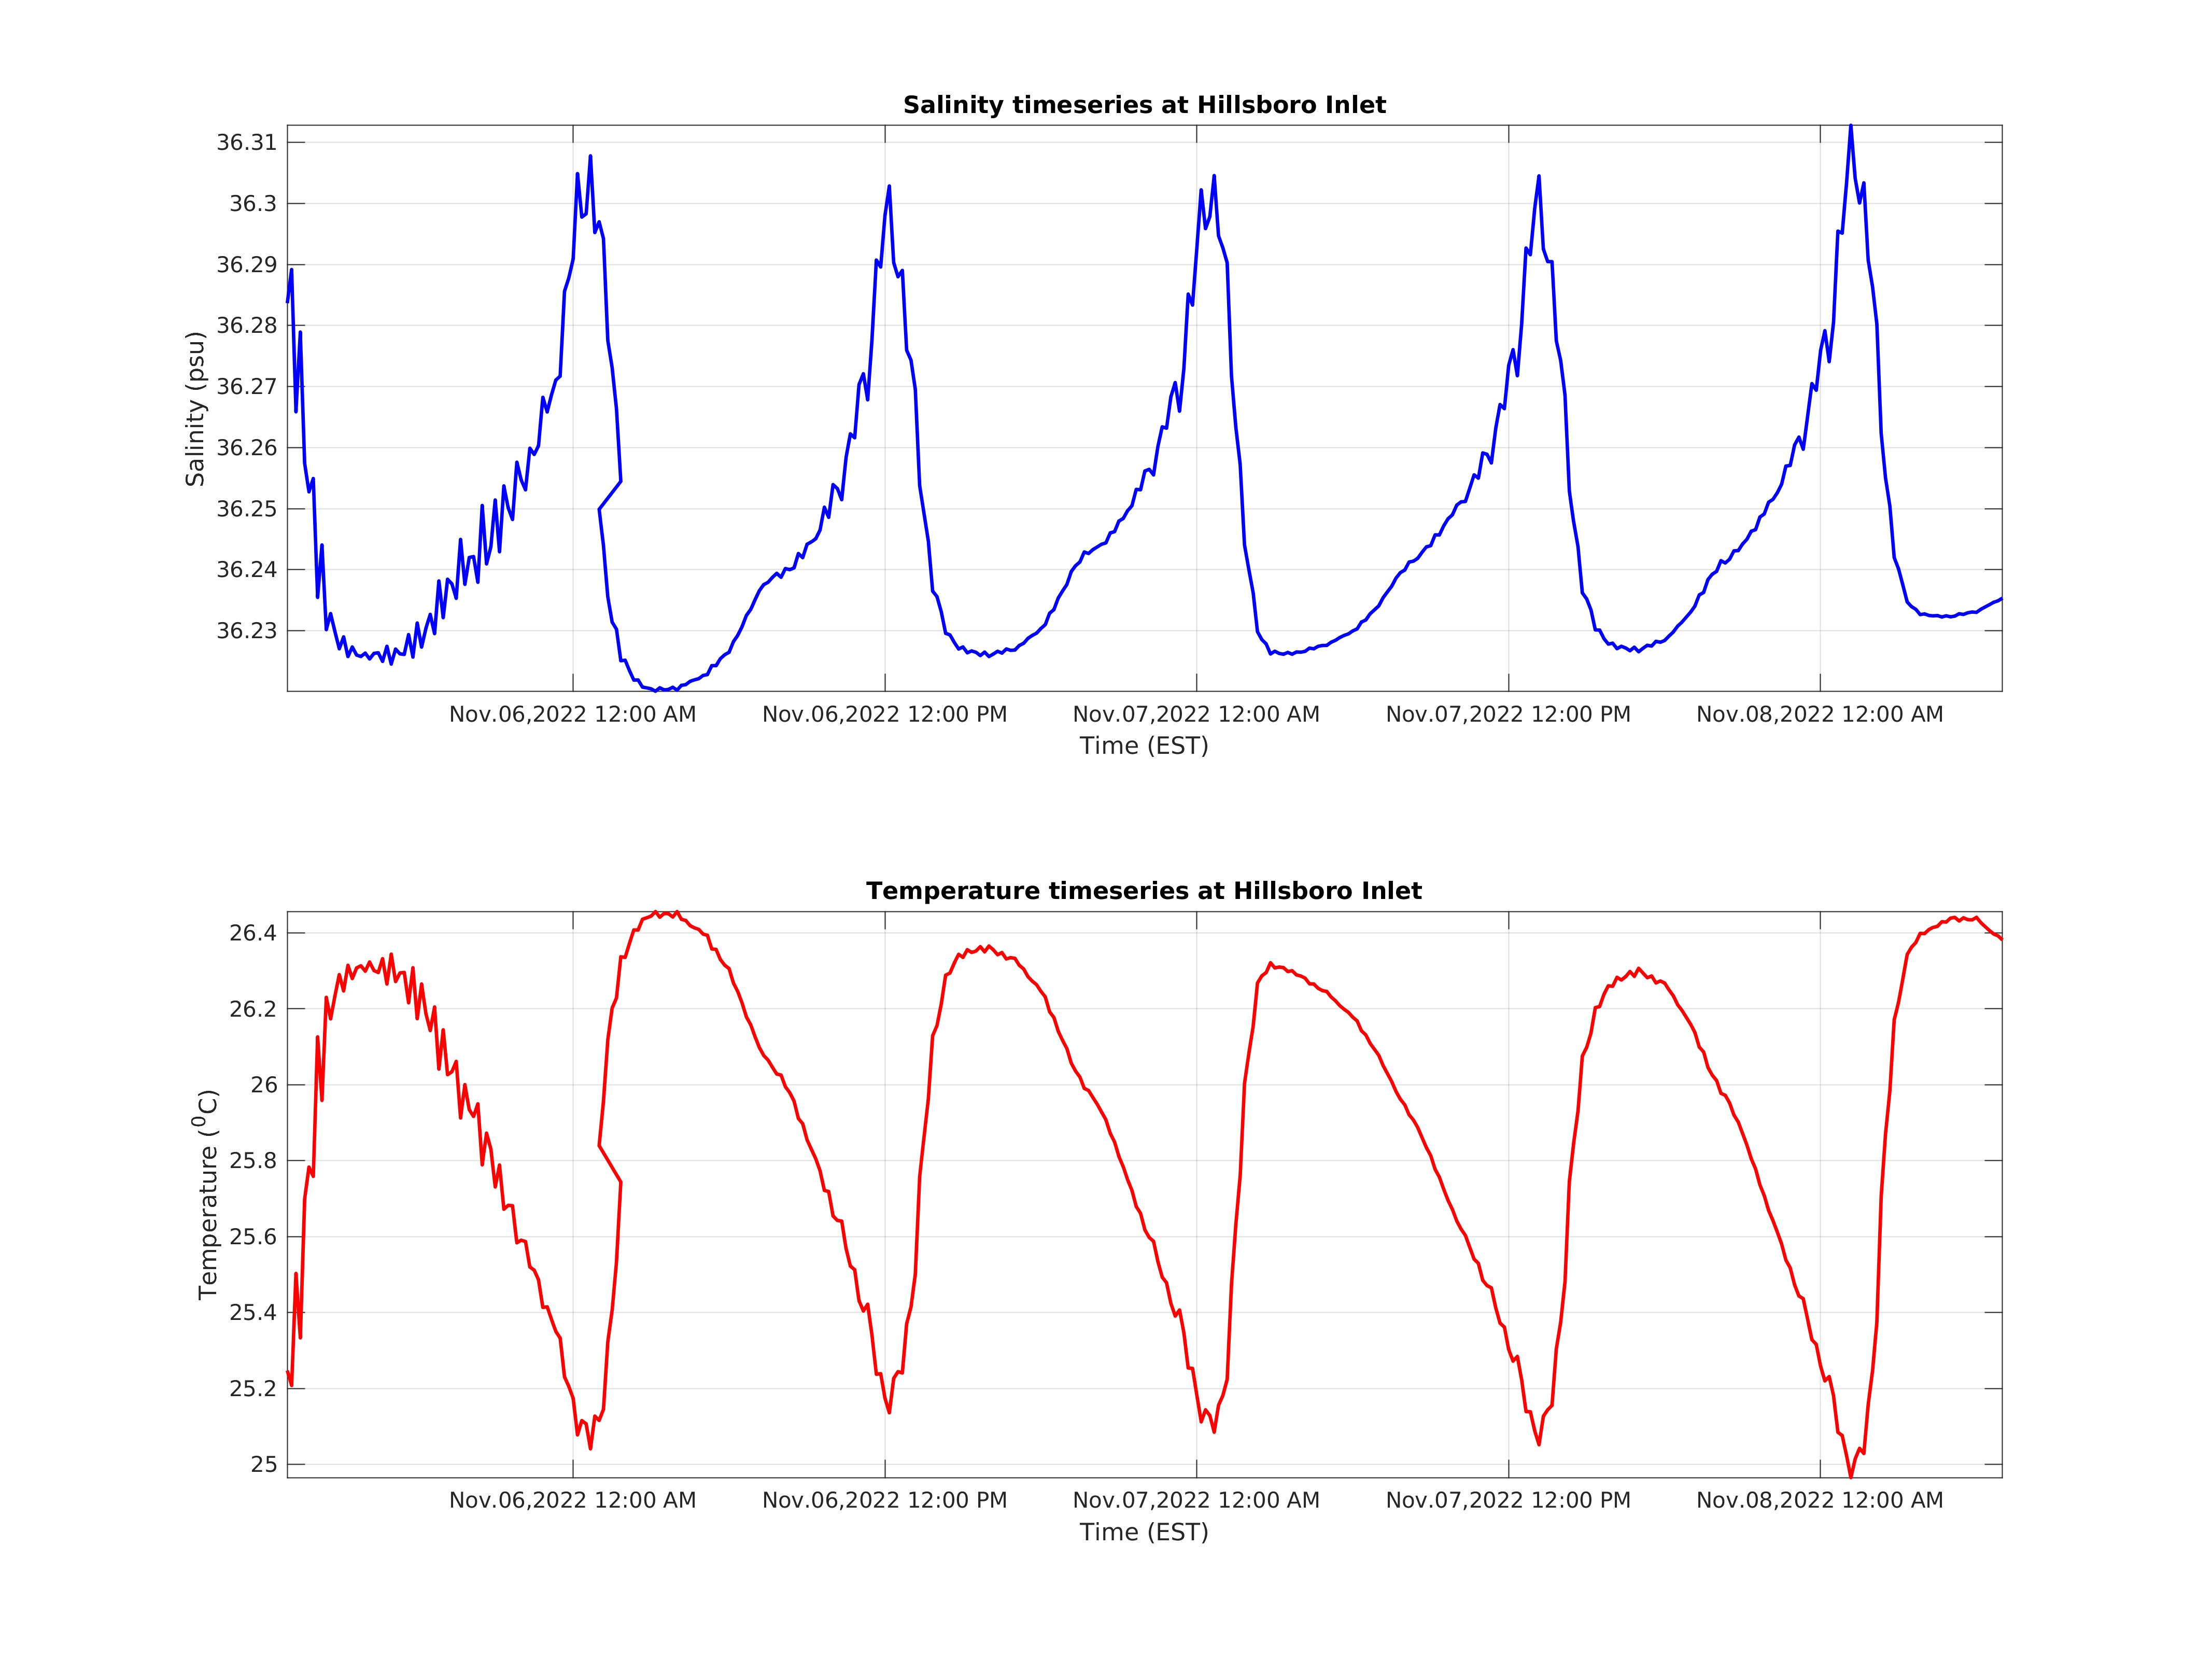 Salinity timeseries at Hillsboro Inlet
36.31
36.3
36.29
36.28
36.27
36.26
36.25
36.24
36.23
Salinity (psu)
Nov.06,2022 12:00 AM
Nov.06,2022 12:00 PM
Nov.07,2022 12:00 AM
Nov.07,2022 12:00 PM
Nov.08,2022 12:00 AM
Time (EST)
Temperature timeseries at Hillsboro Inlet
26.4
26.2
26
25.8
25.6
25.4
25.2
25
Temperature (⁰C)
Nov.06,2022 12:00 AM
Nov.06,2022 12:00 PM
Nov.07,2022 12:00 AM
Nov.07,2022 12:00 PM
Nov.08,2022 12:00 AM
Time (EST)